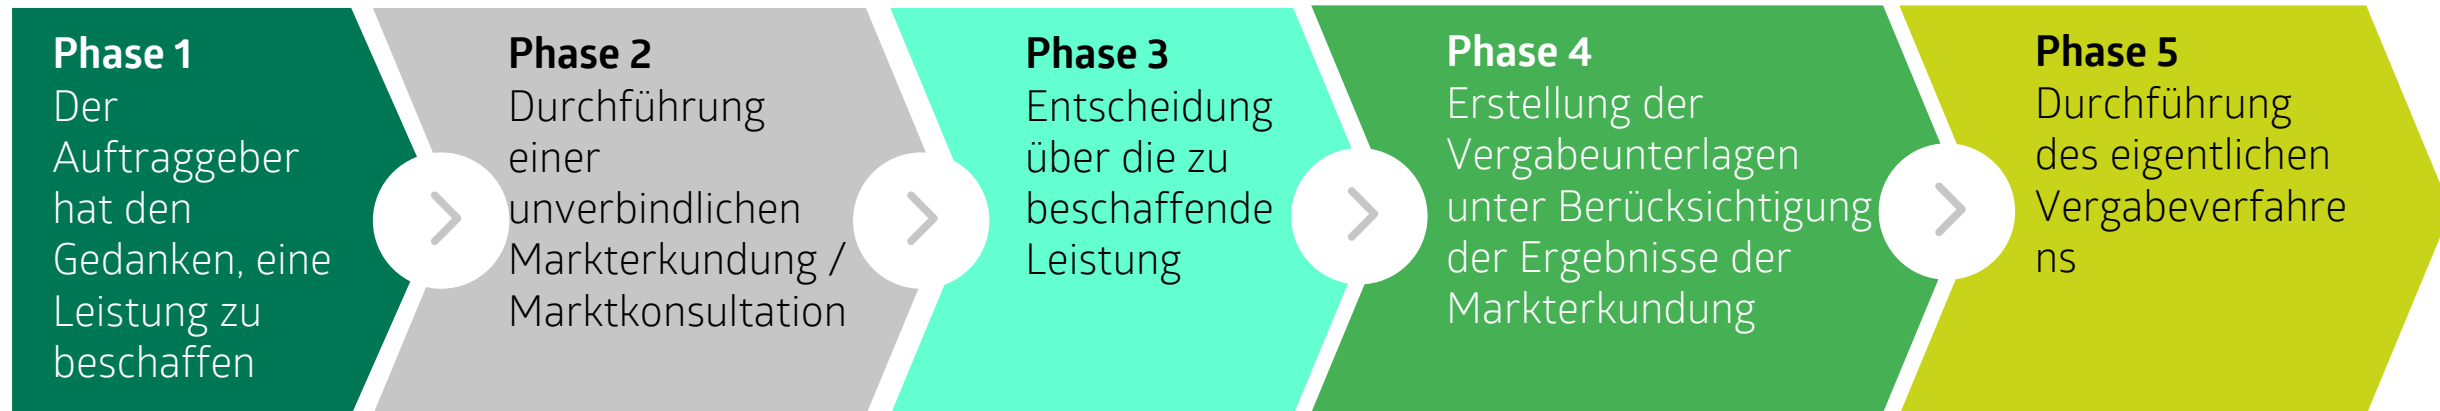 Phase 1
Der
Auftraggeber
hat den
Gedanken, eine
Leistung zu
beschaffen
Phase 2
Durchführung
einer
unverbindlichen
Markterkundung /
Marktkonsultation
Phase 3
Entscheidung
über die zu
beschaffende
Leistung
Phase 4
Erstellung der
Vergabeunterlagen
unter Berücksichtigung
der Ergebnisse der
Markterkundung
Phase 5
Durchführung
des eigentlichen
Vergabeverfahre
ns